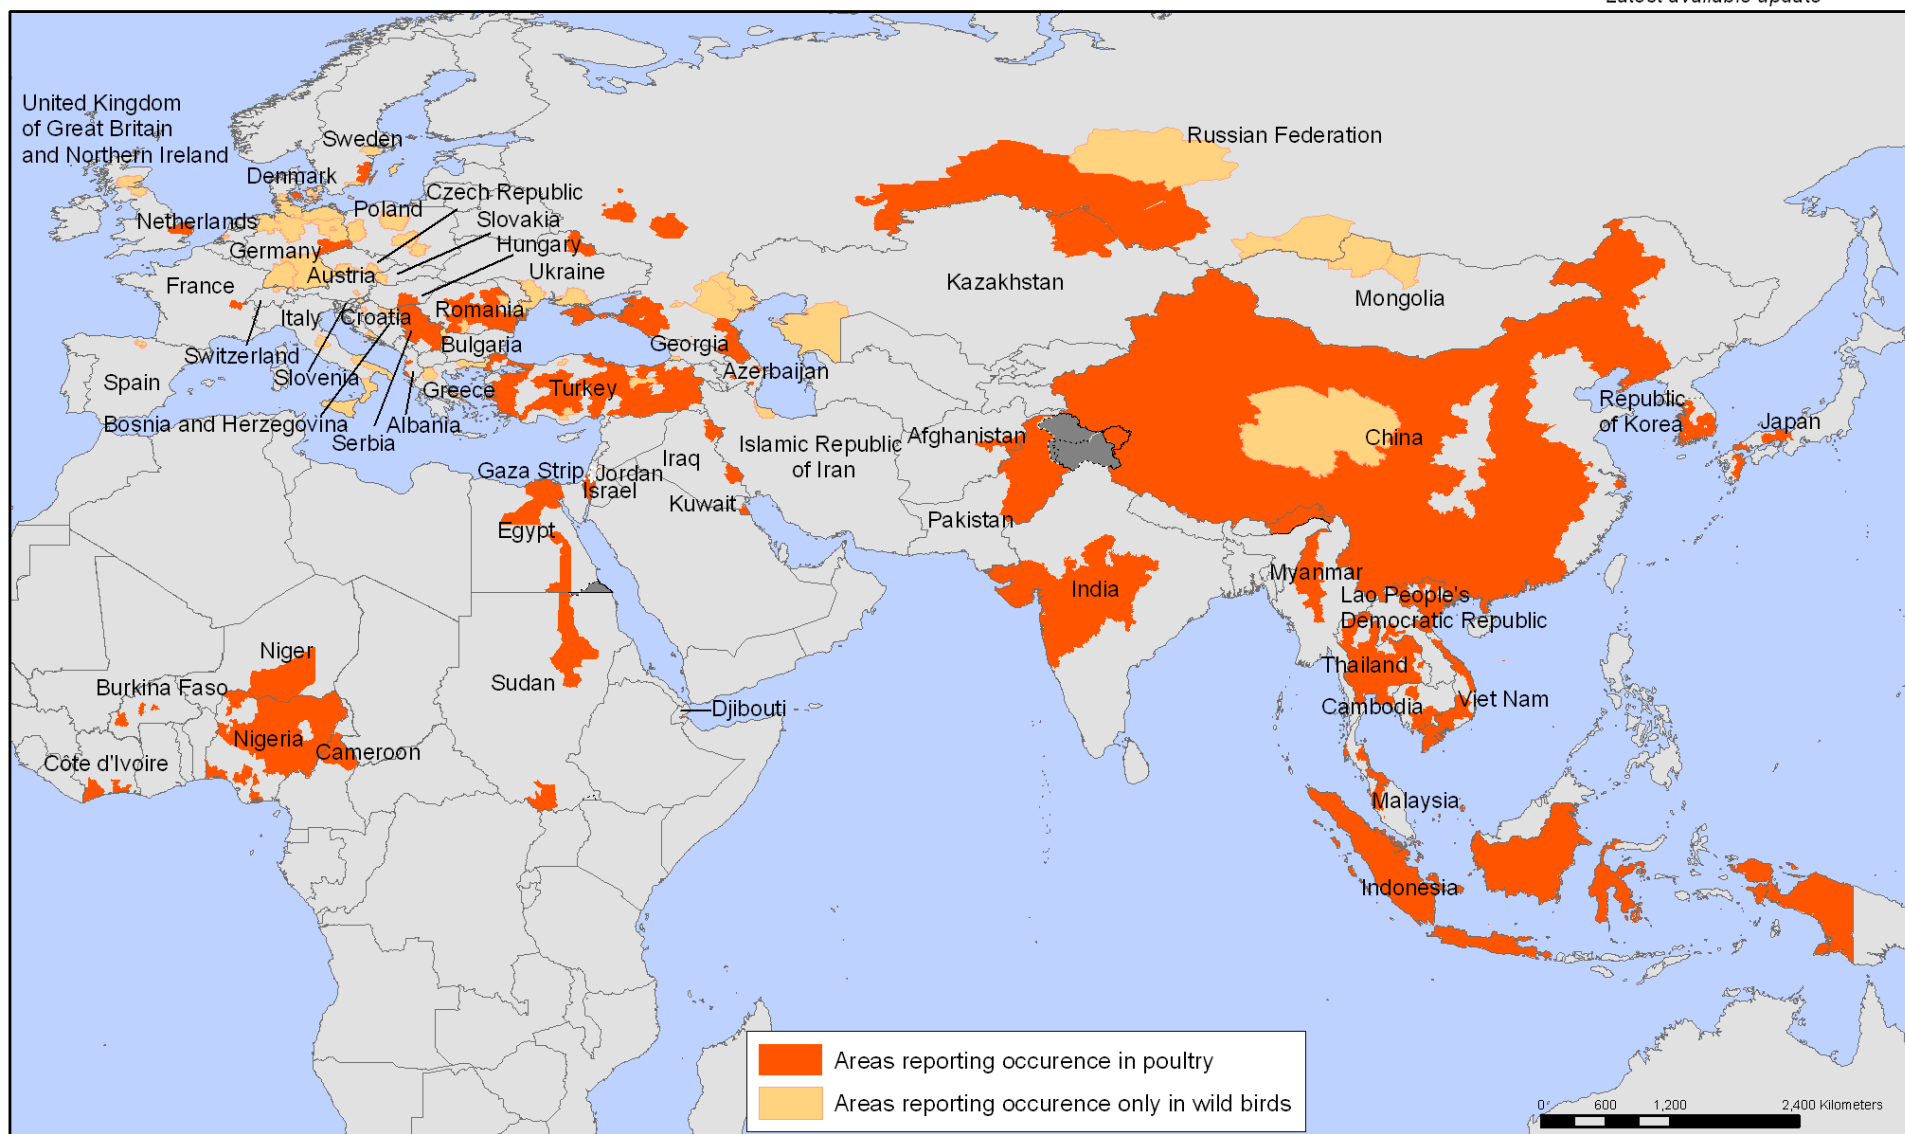 Latest available update
United Kingdom
of Great Britain
and Northern Ireland
Sweden
Russian Federation
Denmark
Czech Republic
Poland
Slovakia
Netherlands
Hungary
Germany
Ukraine
Austria
France
Kazakhstan
Mongolia
Romania
Italy
Croatia
Georgia
Bulgaria
Switzerland
Azerbaijan
Slovenia
Spain
Greece
Turkey
Republic
of Korea
Japan
Bosnia and Herzegovina
Albania
Serbia
Afghanistan
China
Islamic Republic
of Iran
Iraq
Gaza Strip
Jordan
Israel
Kuwait
Pakistan
Egypt
Myanmar
India
Lao People's
Democratic Republic
Niger
Thailand
Burkina Faso
Sudan
Viet Nam
Cambodia
Djibouti
Nigeria
Cameroon
Côte d'Ivoire
Malaysia
Indonesia
Areas reporting occurence in poultry
Areas reporting occurence only in wild birds
0 600 1,200 2,400 Kilometers